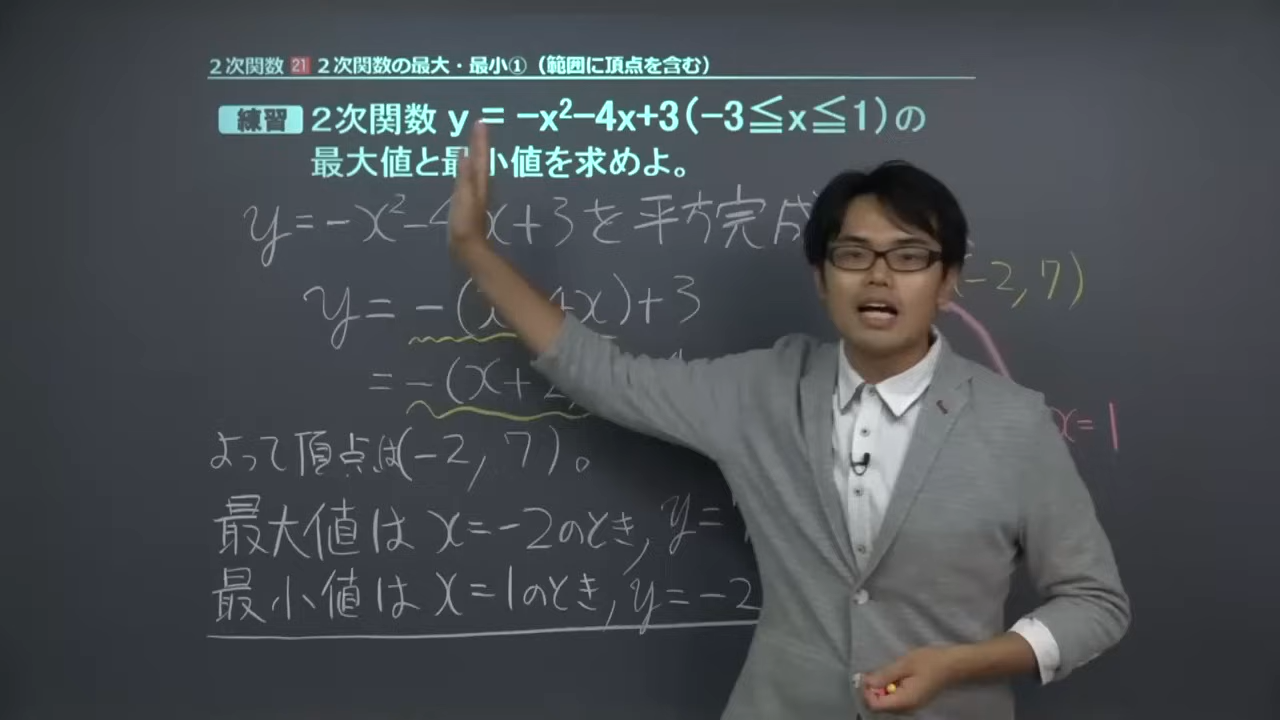 2次関数 21 2次関数の最大・最小①(範囲に頂点を含む)
練習 2次関数 y = −x²−4x+3(−3≦x≦1)の
最大値と最小値を求めよ。
y=−x²−4x+3を平方完成
(−2,7)
y=−(x +4x)+3
=−(x+2
x=1
よって頂点は(−2, 7)。
最大値は x=−2のとき, y=
最小値は x=1のとき, y=−2